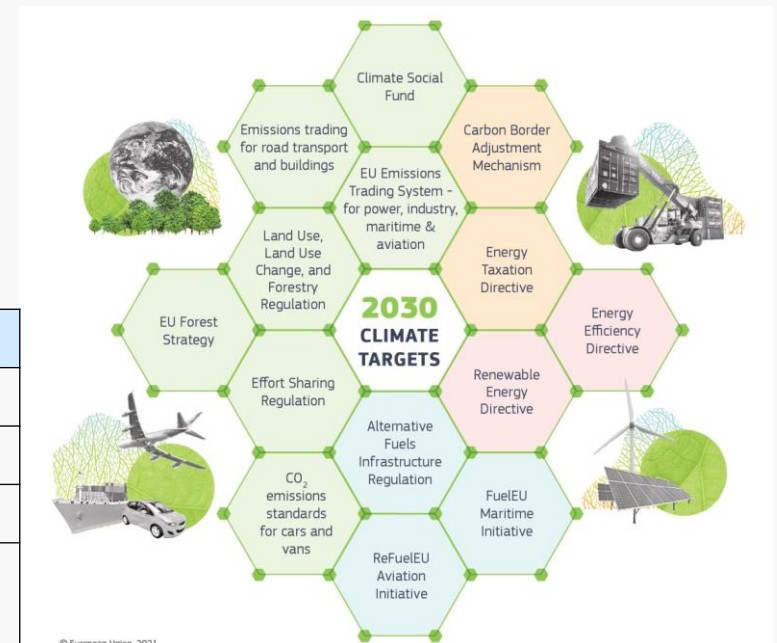 Climate Social
Fund
Emissions trading
for road transport
and buildings
Carbon Border
Adjustment
Mechanism
EU Emissions
Trading System -
for power, industry,
maritime &
aviation
Land Use,
Land Use
Change, and
Forestry
Regulation
Energy
Taxation
Directive
2030
CLIMATE
TARGETS
EU Forest
Strategy
Energy
Efficiency
Directive
Effort Sharing
Regulation
Renewable
Energy
Directive
Alternative
Fuels
Infrastructure
Regulation
CO₂
emissions
standards
for cars and
vans
FuelEU
Maritime
Initiative
ReFuelEU
Aviation
Initiative
© European Union, 2021